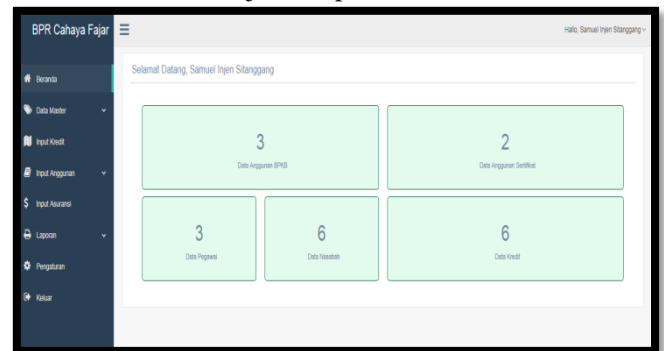 BPR Cahaya Fajar
Hallo, Samuel Injen Sitanggang
Selamat Datang, Samuel Injen Sitanggang
Beranda
Data Master
Input Kredit
Input Anggunan
Input Asuransi
Laporan
Pengaturan
Keluar
3
Data Anggunan BPKB
2
Data Anggunan Sertifikat
3
Data Pegawai
6
Data Nasabah
6
Data Kredit